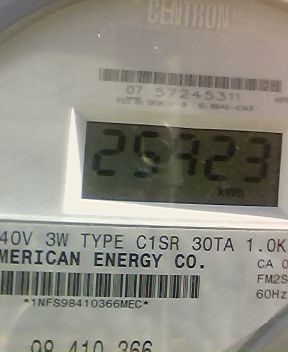 CENTRON®
07 57245311
kWh
40V 3W TYPE C1SR 30TA 1.0K
MERICAN ENERGY CO.
CA 0
FM2S
60Hz
*1NFS98410366MEC*
98 410 366